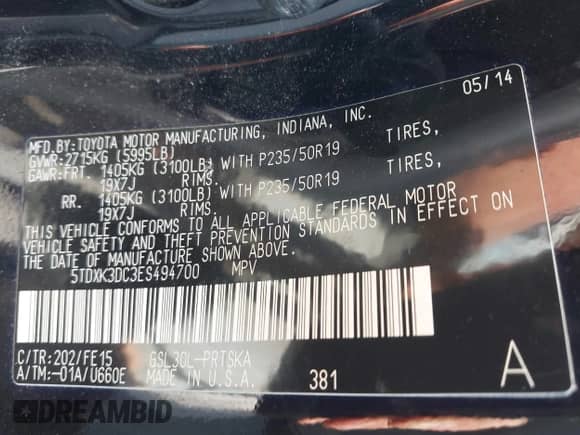 05/14
MFD.BY:TOYOTA MOTOR MANUFACTURING, INDIANA, INC.
GVWR:2715KG (5995LB)
GAWR:FRT. 1405KG (3100LB) WITH P235/50R19 TIRES,
19X7J RIMS.
RR. 1405KG (3100LB) WITH P235/50R19 TIRES,
19X7J RIMS.
THIS VEHICLE CONFORMS TO ALL APPLICABLE FEDERAL MOTOR
VEHICLE SAFETY AND THEFT PREVENTION STANDARDS IN EFFECT ON
THE DATE OF MANUFACTURE SHOWN ABOVE.
5TDXK3DC3ES494700 MPV
C/TR:202/FE15 GSL30L-PRTSKA
A/TM:-01A/U660E MADE IN U.S.A. 381 A
DREAMBID